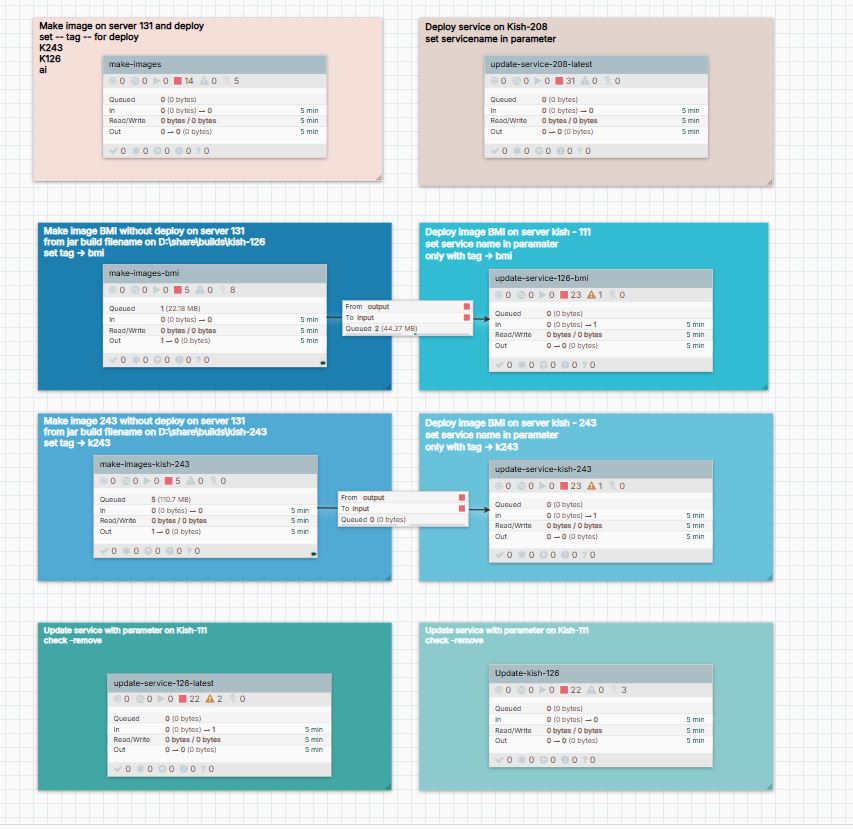 Make image on server 131 and deploy
set -- tag -- for deploy
K243
K126
ai
make-images
0 0 0 14 0 5
Queued 0 (0 bytes)
In 0 (0 bytes) → 0 5 min
Read/Write 0 bytes / 0 bytes 5 min
Out 0 → 0 (0 bytes) 5 min
0 0 0 0 ? 0
Deploy service on Kish-208
set servicename in parameter
update-service-208-latest
0 0 0 31 0 0
Queued 0 (0 bytes)
In 0 (0 bytes) → 0 5 min
Read/Write 0 bytes / 0 bytes 5 min
Out 0 → 0 (0 bytes) 5 min
0 0 0 0 ? 0
Make image BMI without deploy on server 131
from jar build filename on D:\share\builds\kish-126
set tag → bmi
make-images-bmi
0 0 0 5 0 8
Queued 1 (22.18 MB)
In 0 (0 bytes) → 0 5 min
Read/Write 0 bytes / 0 bytes 5 min
Out 1 → 0 (0 bytes) 5 min
0 0 0 0 ? 0
From output
To input
Queued 2 (44.37 MB)
Deploy image BMI on server kish - 111
set service name in paramater
only with tag → bmi
update-service-126-bmi
0 0 0 23 1 0
Queued 0 (0 bytes)
In 0 (0 bytes) → 1 5 min
Read/Write 0 bytes / 0 bytes 5 min
Out 0 → 0 (0 bytes) 5 min
0 0 0 0 ? 0
Make image 243 without deploy on server 131
from jar build filename on D:\share\builds\kish-243
set tag → k243
make-images-kish-243
0 0 0 5 0 0
Queued 5 (110.7 MB)
In 0 (0 bytes) → 0 5 min
Read/Write 0 bytes / 0 bytes 5 min
Out 1 → 0 (0 bytes) 5 min
0 0 0 0 ? 0
From output
To input
Queued 0 (0 bytes)
Deploy image BMI on server kish - 243
set service name in paramater
only with tag → k243
update-service-kish-243
0 0 0 23 1 0
Queued 0 (0 bytes)
In 0 (0 bytes) → 1 5 min
Read/Write 0 bytes / 0 bytes 5 min
Out 0 → 0 (0 bytes) 5 min
0 0 0 0 ? 0
Update service with parameter on Kish-111
check -remove
update-service-126-latest
0 0 0 22 2 0
Queued 0 (0 bytes)
In 0 (0 bytes) → 1 5 min
Read/Write 0 bytes / 0 bytes 5 min
Out 0 → 0 (0 bytes) 5 min
0 0 0 0 ? 0
Update service with parameter on Kish-111
check -remove
Update-kish-126
0 0 0 22 0 3
Queued 0 (0 bytes)
In 0 (0 bytes) → 0 5 min
Read/Write 0 bytes / 0 bytes 5 min
Out 0 → 0 (0 bytes) 5 min
0 0 0 0 ? 0